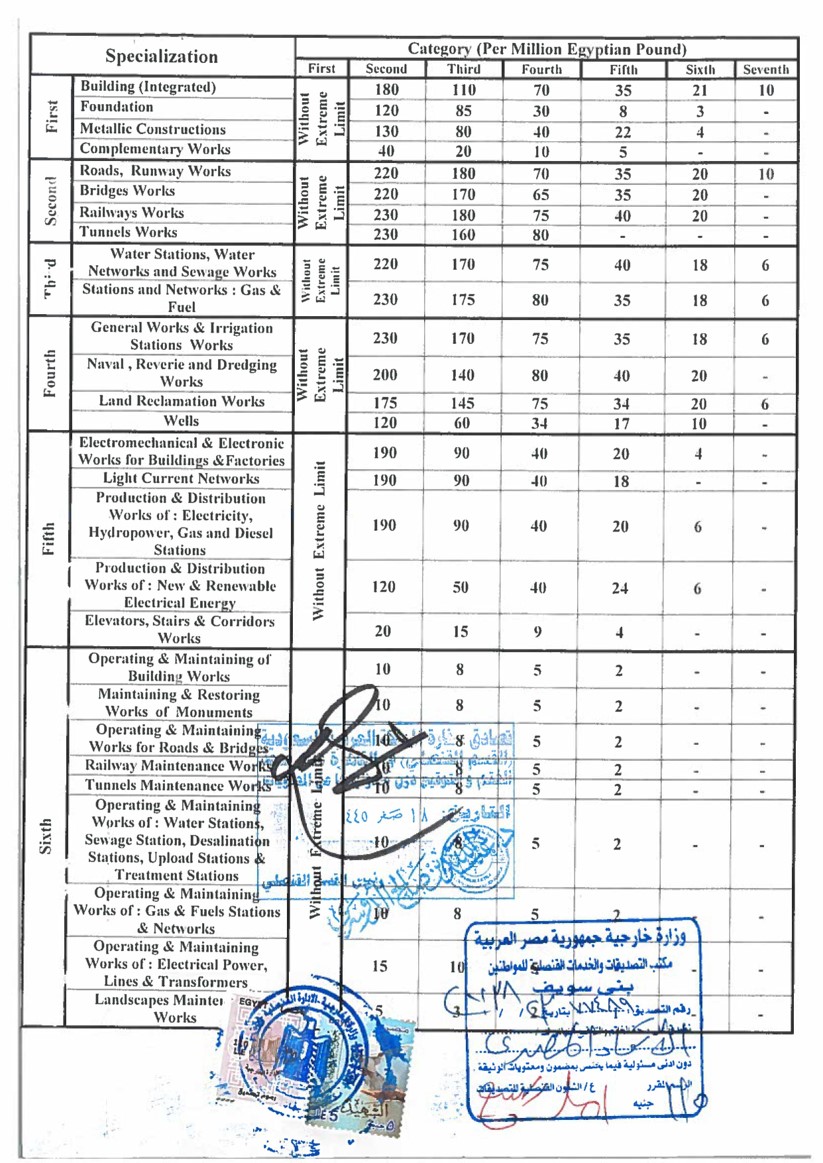 Specialization Category (Per Million Egyptian Pound)
First Second Third Fourth Fifth Sixth Seventh
First Without Extreme Limit
Building (Integrated) 180 110 70 35 21 10
Foundation 120 85 30 8 3 -
Metallic Constructions 130 80 40 22 4 -
Complementary Works 40 20 10 5 - -
Second Without Extreme Limit
Roads, Runway Works 220 180 70 35 20 10
Bridges Works 220 170 65 35 20 -
Railways Works 230 180 75 40 20 -
Tunnels Works 230 160 80 - - -
Third Without Extreme Limit
Water Stations, Water
Networks and Sewage Works 220 170 75 40 18 6
Stations and Networks : Gas &
Fuel 230 175 80 35 18 6
Fourth Without Extreme Limit
General Works & Irrigation
Stations Works 230 170 75 35 18 6
Naval , Reverie and Dredging
Works 200 140 80 40 20 -
Land Reclamation Works 175 145 75 34 20 6
Wells 120 60 34 17 10 -
Fifth Without Extreme Limit
Electromechanical & Electronic
Works for Buildings &Factories 190 90 40 20 4 -
Light Current Networks 190 90 40 18 - -
Production & Distribution
Works of : Electricity,
Hydropower, Gas and Diesel
Stations 190 90 40 20 6 -
Production & Distribution
Works of : New & Renewable
Electrical Energy 120 50 40 24 6 -
Elevators, Stairs & Corridors
Works 20 15 9 4 - -
Sixth Without Extreme Limit
Operating & Maintaining of
Building Works 10 8 5 2 - -
Maintaining & Restoring
Works of Monuments 10 8 5 2 - -
Operating & Maintaining
Works for Roads & Bridges 10 8 5 2 - -
Railway Maintenance Works 10 8 5 2 - -
Tunnels Maintenance Works 10 8 5 2 - -
Operating & Maintaining
Works of : Water Stations,
Sewage Station, Desalination
Stations, Upload Stations &
Treatment Stations 10 8 5 2 - -
Operating & Maintaining
Works of : Gas & Fuels Stations
& Networks 10 8 5 2 - -
Operating & Maintaining
Works of : Electrical Power,
Lines & Transformers 15 10 - -
Landscapes
Works 5 3 2 - -
وزارة خارجية جمهورية مصر العربية
مكتب التصديقات والخدمات القنصلية للمواطنين
بنى سويف
رقم التصديق بتاريخ
دون ادنى مسئولية فيما يختص بمضمون ومحتويات الوثيقة
جنيه ع/ الشئون القنصلية للتصديقات
EGYPT